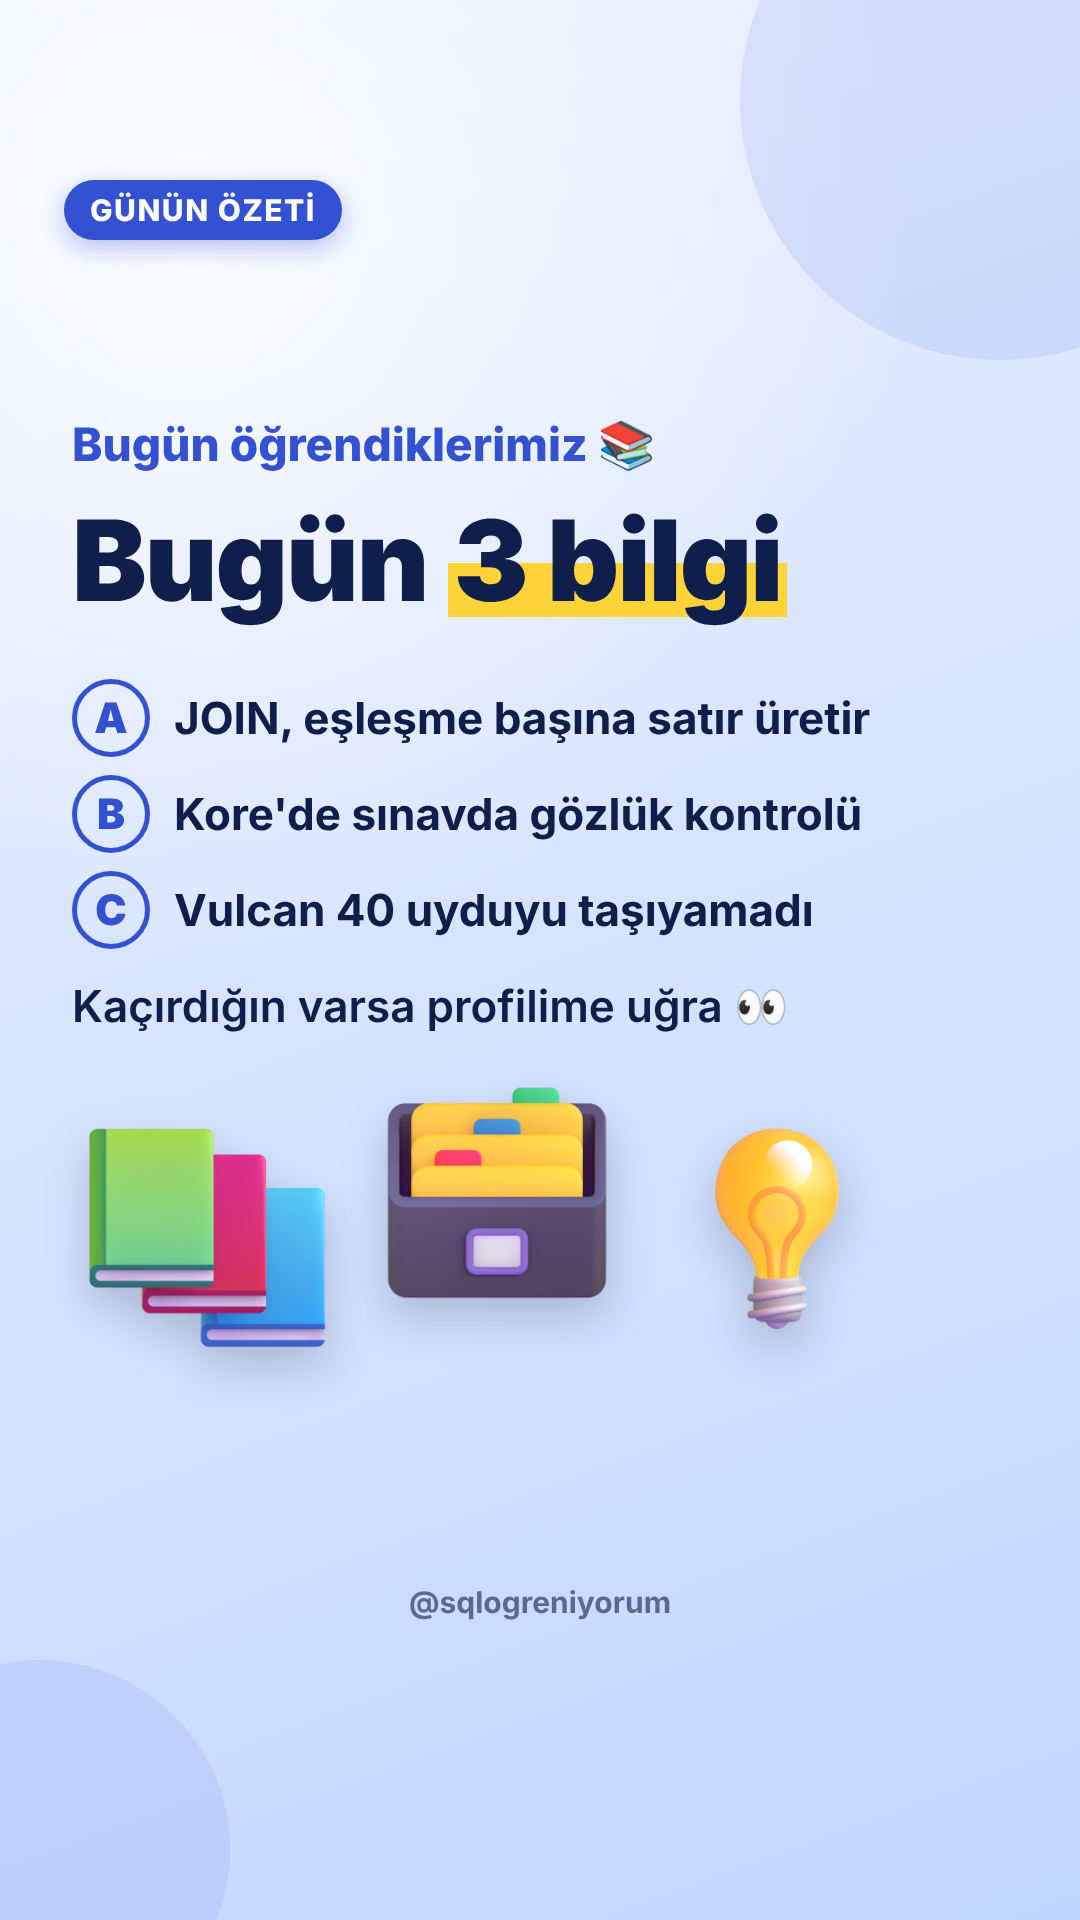 GÜNÜN ÖZETİ
Bugün öğrendiklerimiz 📚
Bugün 3 bilgi
A JOIN, eşleşme başına satır üretir
B Kore'de sınavda gözlük kontrolü
C Vulcan 40 uyduyu taşıyamadı
Kaçırdığın varsa profilime uğra 👀
@sqlogreniyorum